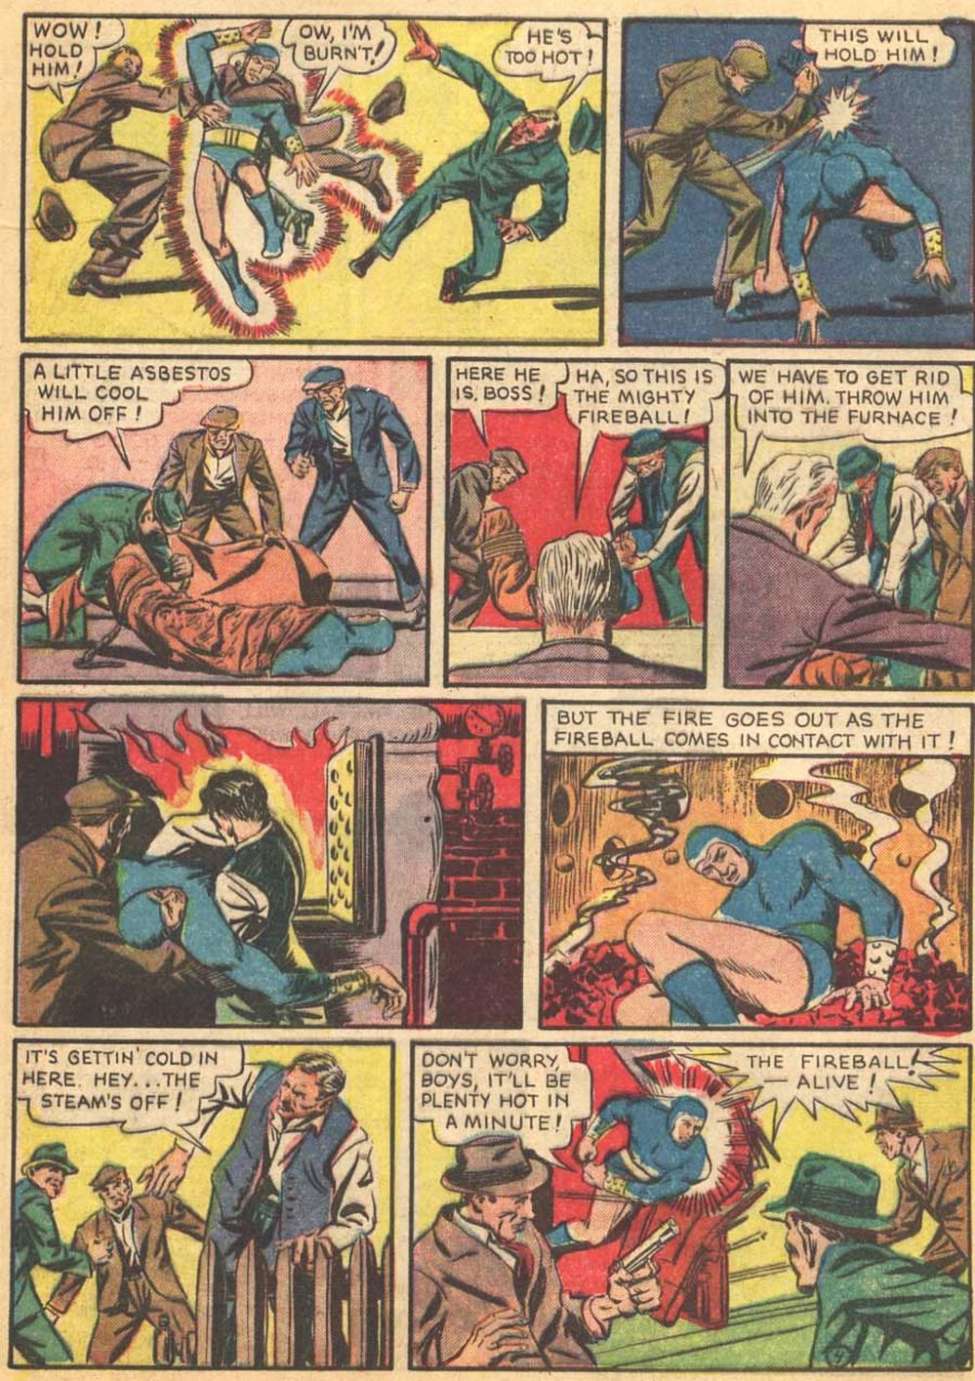 WOW!
HOLD
HIM!
OW, I'M
BURN'T!
HE'S
TOO HOT!
THIS WILL
HOLD HIM!
A LITTLE ASBESTOS
WILL COOL
HIM OFF!
HERE HE
IS, BOSS!
HA, SO THIS IS
THE MIGHTY
FIREBALL!
WE HAVE TO GET RID
OF HIM. THROW HIM
INTO THE FURNACE!
BUT THE FIRE GOES OUT AS THE
FIREBALL COMES IN CONTACT WITH IT!
IT'S GETTIN' COLD IN
HERE. HEY...THE
STEAM'S OFF!
DON'T WORRY,
BOYS, IT'LL BE
PLENTY HOT IN
A MINUTE!
THE FIREBALL!
— ALIVE!
4